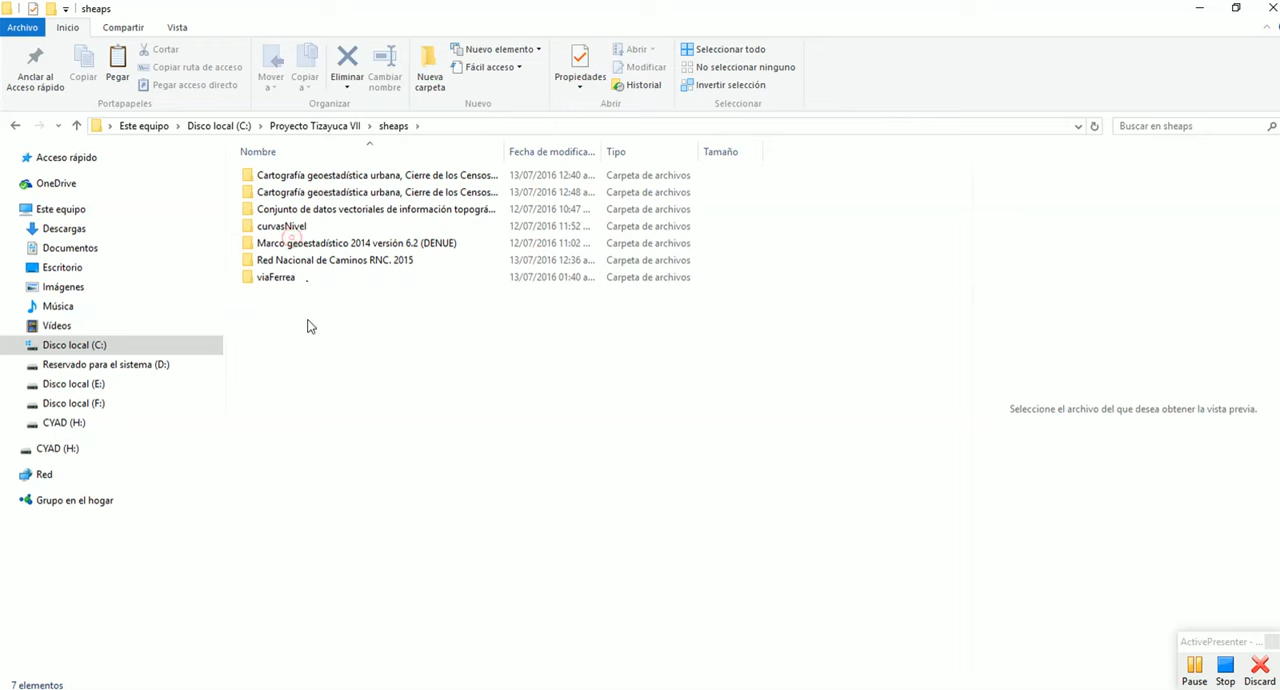 sheaps
Archivo Inicio Compartir Vista
Anclar al Acceso rápido
Copiar
Pegar
Cortar
Copiar ruta de acceso
Pegar acceso directo
Portapapeles
Mover a
Copiar a
Eliminar
Cambiar nombre
Organizar
Nueva carpeta
Nuevo elemento
Fácil acceso
Nuevo
Propiedades
Abrir
Modificar
Historial
Abrir
Seleccionar todo
No seleccionar ninguno
Invertir selección
Seleccionar
Este equipo › Disco local (C:) › Proyecto Tizayuca VII › sheaps ›
Buscar en sheaps
Acceso rápido
OneDrive
Este equipo
Descargas
Documentos
Escritorio
Imágenes
Música
Vídeos
Disco local (C:)
Reservado para el sistema (D:)
Disco local (E:)
Disco local (F:)
CYAD (H:)
CYAD (H:)
Red
Grupo en el hogar
Nombre Fecha de modifica... Tipo Tamaño
Cartografía geoestadística urbana, Cierre de los Censos... 13/07/2016 12:40 a... Carpeta de archivos
Cartografía geoestadística urbana, Cierre de los Censos... 13/07/2016 12:48 a... Carpeta de archivos
Conjunto de datos vectoriales de información topográ... 12/07/2016 10:47 ... Carpeta de archivos
curvasNivel 12/07/2016 11:52 ... Carpeta de archivos
Marco geoestadístico 2014 versión 6.2 (DENUE) 12/07/2016 11:02 ... Carpeta de archivos
Red Nacional de Caminos RNC. 2015 13/07/2016 12:36 a... Carpeta de archivos
viaFerrea 13/07/2016 01:40 a... Carpeta de archivos
Seleccione el archivo del que desea obtener la vista previa.
7 elementos
ActivePresenter - ...
Pause Stop Discard